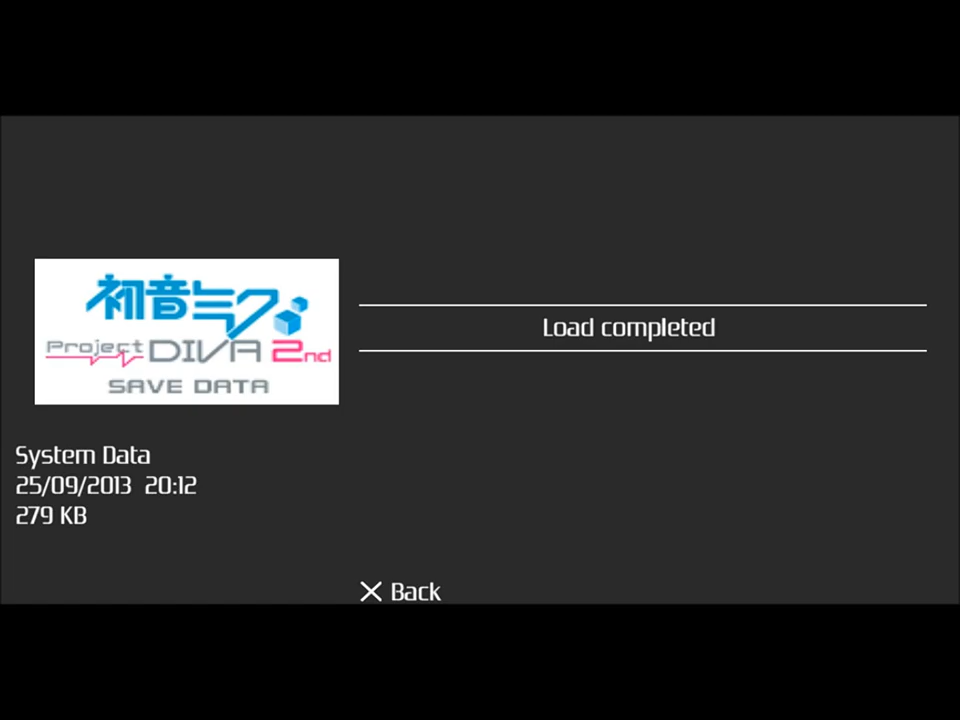 初音ミク
Project DIVA 2nd
SAVE DATA
Load completed
System Data
25/09/2013 20:12
279 KB
X Back